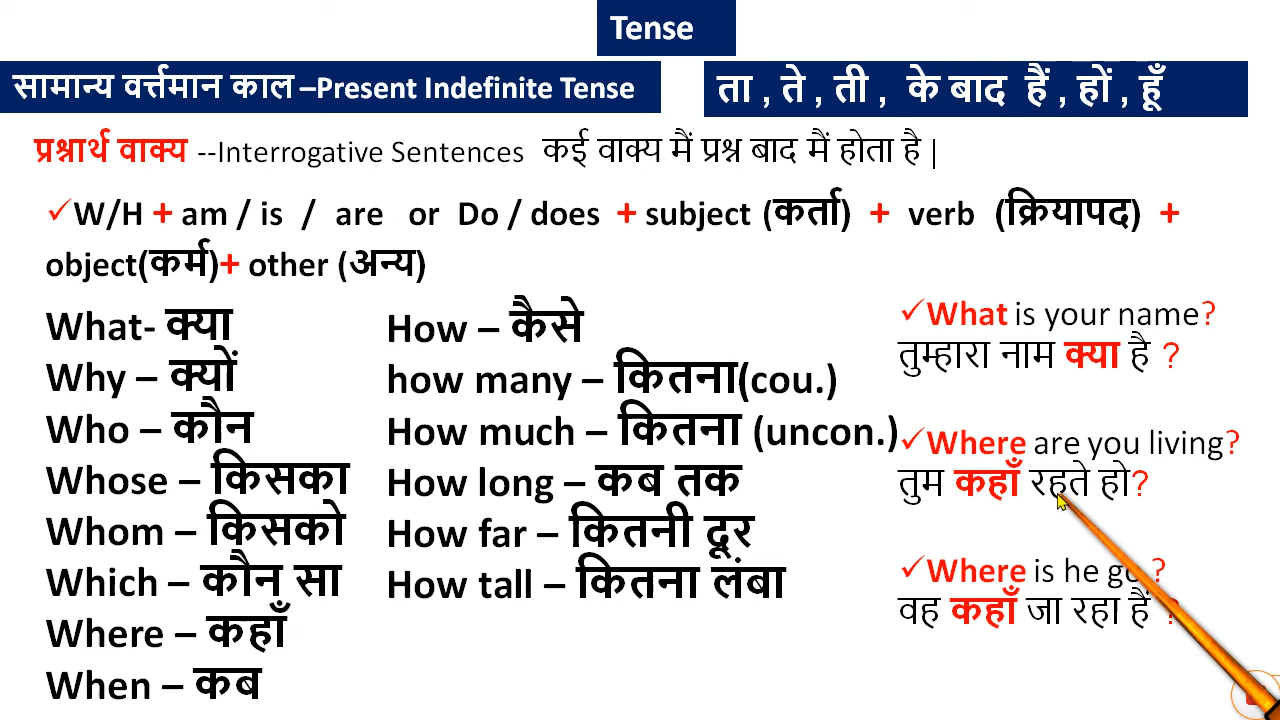 Tense
सामान्य वर्त्तमान काल –Present Indefinite Tense
ता , ते , ती , के बाद हैं , हों , हूँ
प्रश्नार्थ वाक्य --Interrogative Sentences कई वाक्य मैं प्रश्न बाद मैं होता है |
✓W/H + am / is / are or Do / does + subject (कर्ता) + verb (क्रियापद) +
object(कर्म)+ other (अन्य)
What- क्या
Why – क्यों
Who – कौन
Whose – किसका
Whom – किसको
Which – कौन सा
Where – कहाँ
When – कब
How – कैसे
how many – कितना(cou.)
How much – कितना (uncon.)
How long – कब तक
How far – कितनी दूर
How tall – कितना लंबा
✓What is your name?
तुम्हारा नाम क्या है ?
✓Where are you living?
तुम कहाँ रहते हो?
✓Where is he go ?
वह कहाँ जा रहा हैं ?